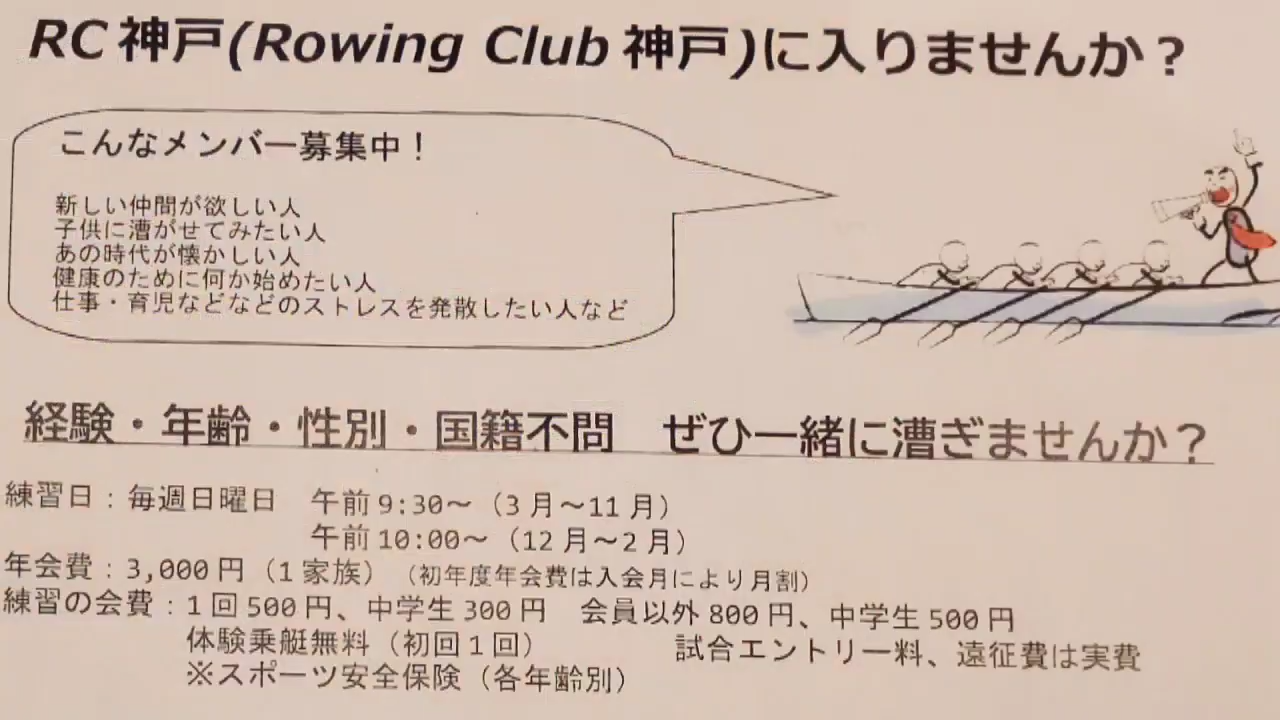 RC神戸(Rowing Club 神戸)に入りませんか？
こんなメンバー募集中！
新しい仲間が欲しい人
子供に漕がせてみたい人
あの時代が懐かしい人
健康のために何か始めたい人
仕事・育児などなどのストレスを発散したい人など
経験・年齢・性別・国籍不問　ぜひ一緒に漕ぎませんか？
練習日：毎週日曜日　午前9:30～（3月～11月）
午前10:00～（12月～2月）
年会費：3,000円（1家族）（初年度年会費は入会月により月割）
練習の会費：1回500円、中学生300円　会員以外800円、中学生500円
体験乗艇無料（初回1回）　試合エントリー料、遠征費は実費
※スポーツ安全保険（各年齢別）